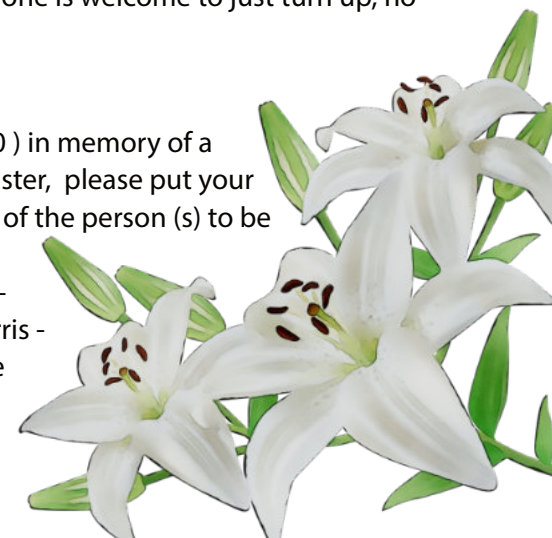 one is welcome to just turn up, no
0 ) in memory of a
ster, please put your
of the person (s) to be
-
ris -
e